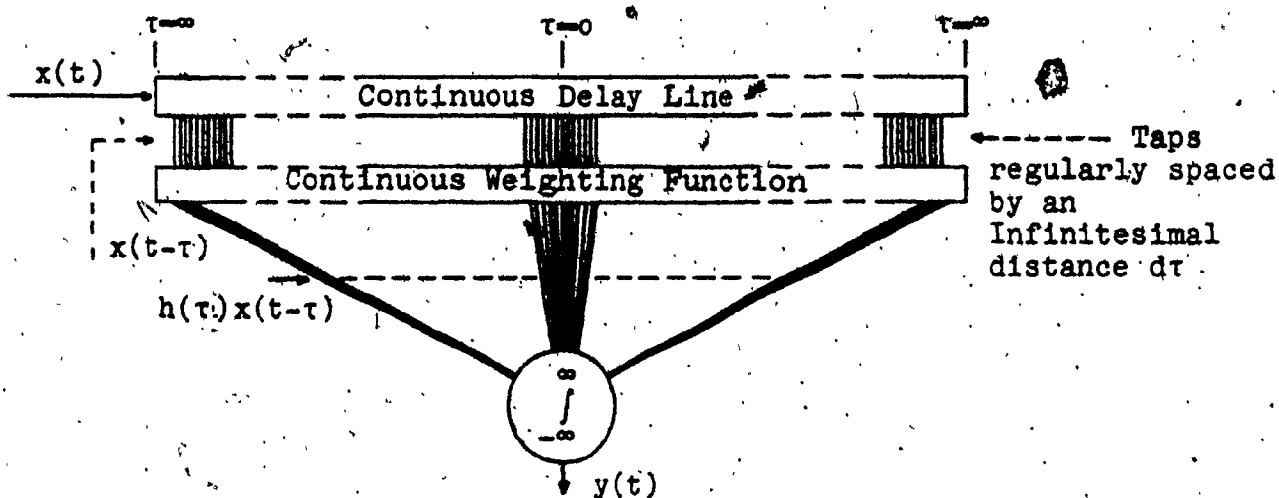 τ=-∞ τ=0 τ=∞
x(t)
Continuous Delay Line
Taps
regularly spaced
by an
Infinitesimal
distance dτ
Continuous Weighting Function
x(t-τ)
h(τ)x(t-τ)
∞
∫
-∞
y(t)